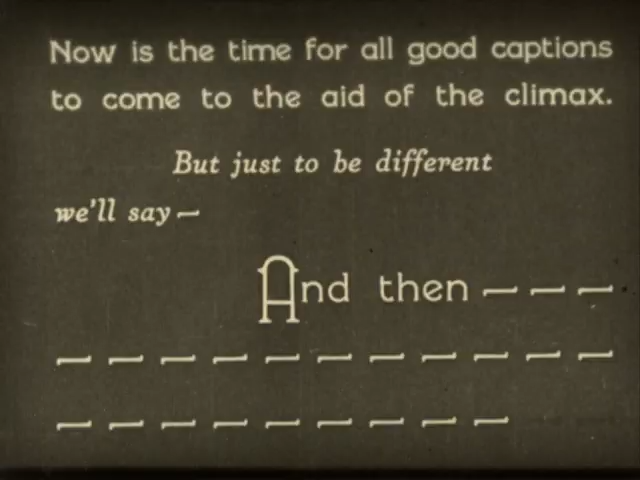 Now is the time for all good captions
to come to the aid of the climax.
But just to be different
we'll say —
And then — — —
— — — — — — — — — — —
— — — — — — — — —